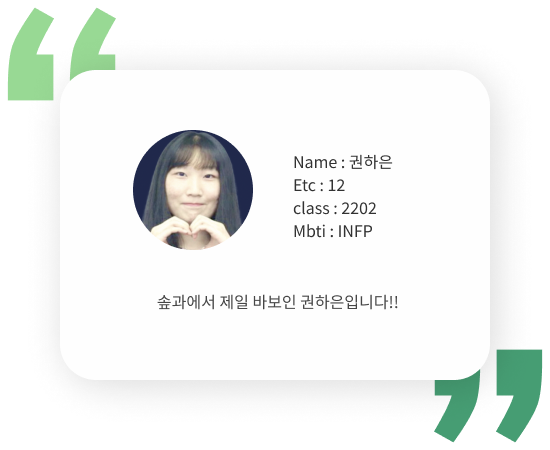 Name : 권하은
Etc : 12
class : 2202
Mbti : INFP
솦과에서 제일 바보인 권하은입니다!!